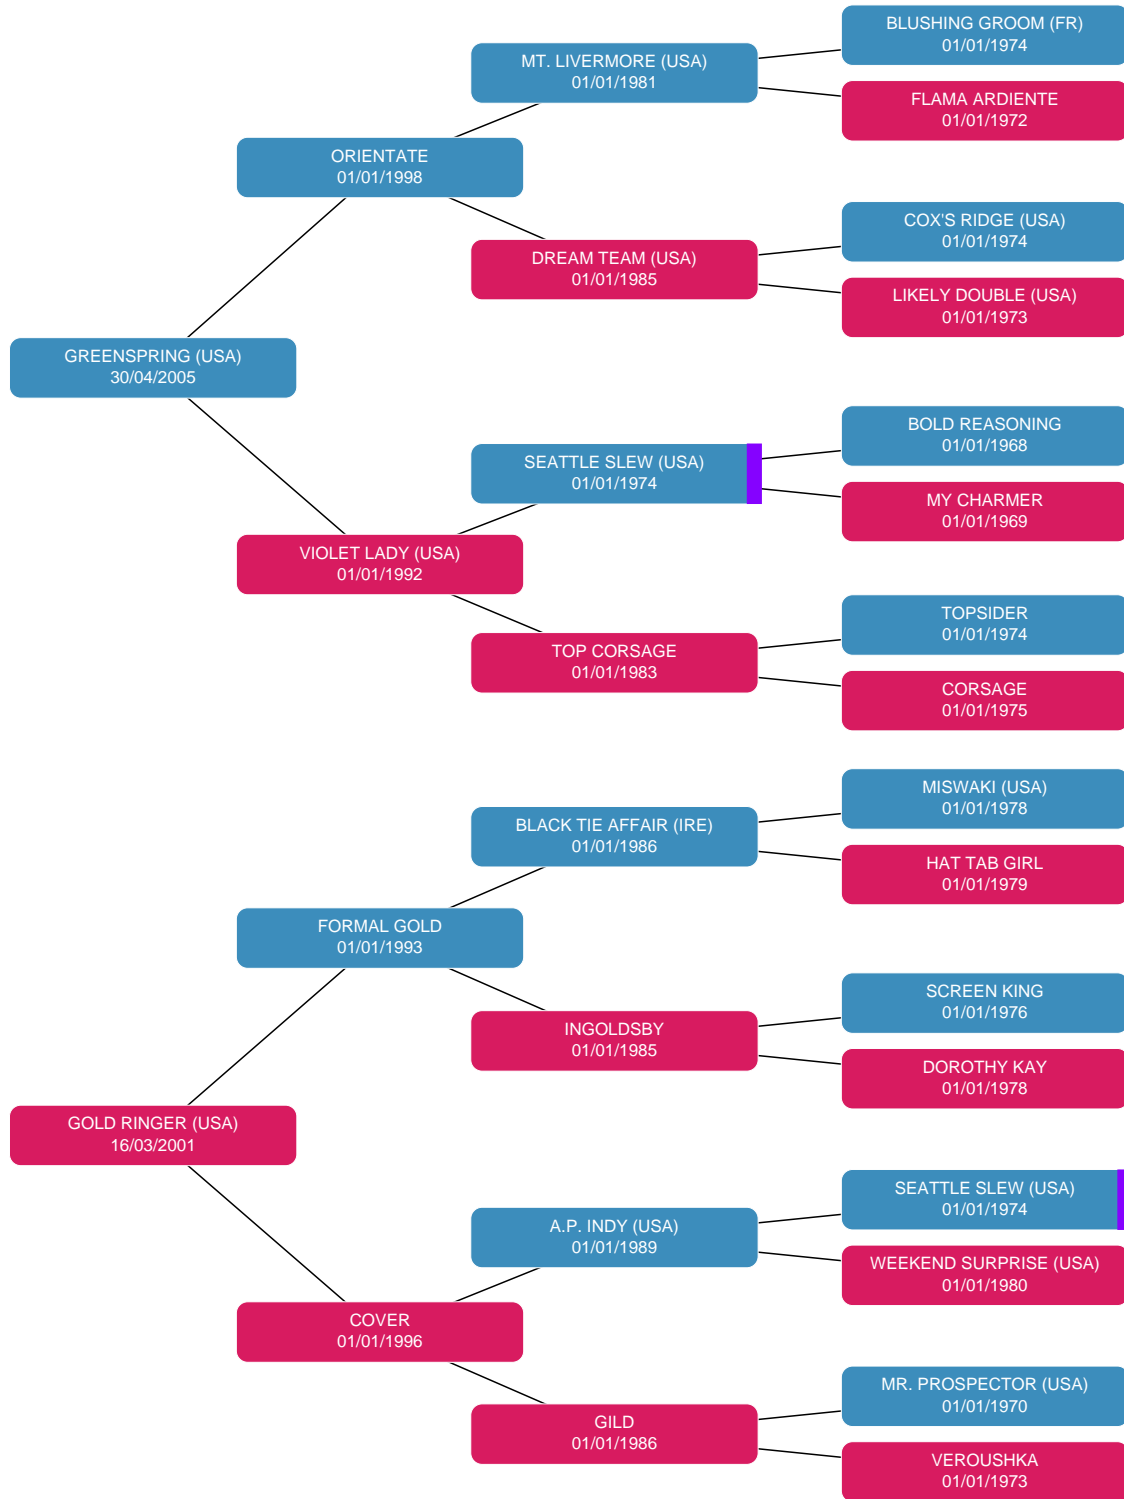 BLUSHING GROOM (FR)
01/01/1974
MT. LIVERMORE (USA)
01/01/1981
FLAMA ARDIENTE
01/01/1972
ORIENTATE
01/01/1998
COX'S RIDGE (USA)
01/01/1974
DREAM TEAM (USA)
01/01/1985
LIKELY DOUBLE (USA)
01/01/1973
GREENSPRING (USA)
30/04/2005
BOLD REASONING
01/01/1968
SEATTLE SLEW (USA)
01/01/1974
MY CHARMER
01/01/1969
VIOLET LADY (USA)
01/01/1992
TOPSIDER
01/01/1974
TOP CORSAGE
01/01/1983
CORSAGE
01/01/1975
MISWAKI (USA)
01/01/1978
BLACK TIE AFFAIR (IRE)
01/01/1986
HAT TAB GIRL
01/01/1979
FORMAL GOLD
01/01/1993
SCREEN KING
01/01/1976
INGOLDSBY
01/01/1985
DOROTHY KAY
01/01/1978
GOLD RINGER (USA)
16/03/2001
SEATTLE SLEW (USA)
01/01/1974
A.P. INDY (USA)
01/01/1989
WEEKEND SURPRISE (USA)
01/01/1980
COVER
01/01/1996
MR. PROSPECTOR (USA)
01/01/1970
GILD
01/01/1986
VEROUSHKA
01/01/1973